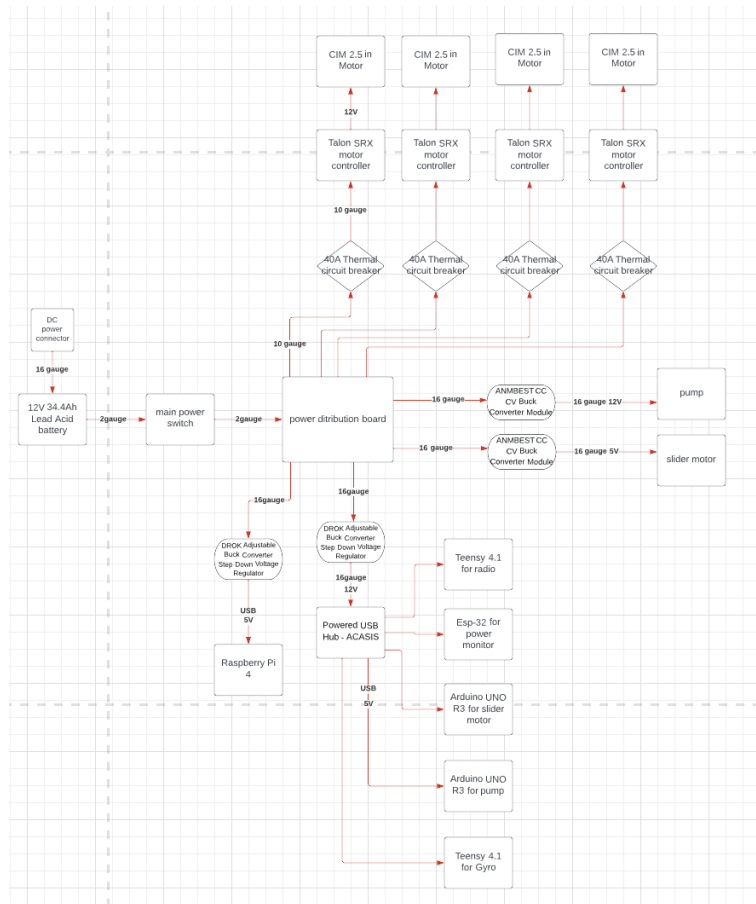 CIM 2.5 in
Motor
CIM 2.5 in
Motor
CIM 2.5 in
Motor
CIM 2.5 in
Motor
12V
Talon SRX
motor
controller
Talon SRX
motor
controller
Talon SRX
motor
controller
Talon SRX
motor
controller
10 gauge
40A Thermal
circuit breaker
40A Thermal
circuit breaker
40A Thermal
circuit breaker
40A Thermal
circuit breaker
10 gauge
DC
power
connector
16 gauge
12V 34.4Ah
Lead Acid
battery
2gauge
main power
switch
2gauge
power ditribution board
16 gauge
ANMBEST CC
CV Buck
Converter Module
16 gauge 12V
pump
16 gauge
ANMBEST CC
CV Buck
Converter Module
16 gauge 5V
slider motor
16gauge
DROK Adjustable
Buck Converter
Step Down Voltage
Regulator
USB
5V
Raspberry Pi
4
16gauge
DROK Adjustable
Buck Converter
Step Down Voltage
Regulator
16gauge
12V
Powered USB
Hub - ACASIS
USB
5V
Teensy 4.1
for radio
Esp-32 for
power
monitor
Arduino UNO
R3 for slider
motor
Arduino UNO
R3 for pump
Teensy 4.1
for Gyro